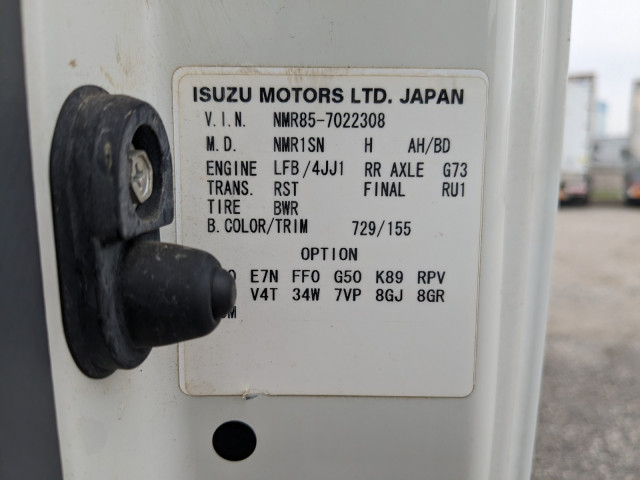 ISUZU MOTORS LTD. JAPAN
V.I.N. NMR85-7022308
M.D. NMR1SN H AH/BD
ENGINE LFB/4JJ1 RR AXLE G73
TRANS. RST FINAL RU1
TIRE BWR
B.COLOR/TRIM 729/155
OPTION
E7N FF0 G50 K89 RPV
V4T 34W 7VP 8GJ 8GR